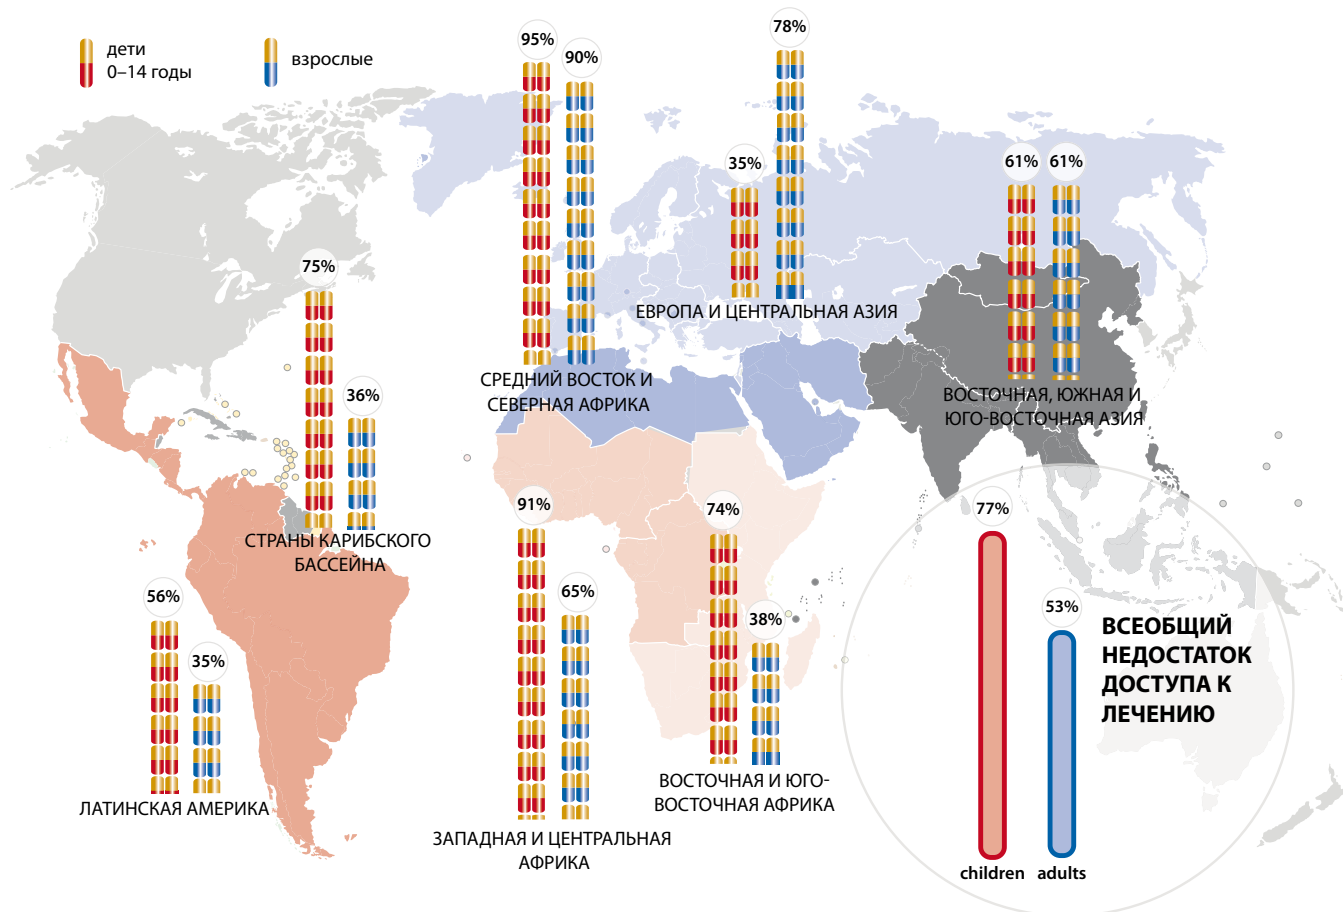 дети
0–14 годы
взрослые
95%
90%
78%
35%
61%
61%
ЕВРОПА И ЦЕНТРАЛЬНАЯ АЗИЯ
75%
36%
СРЕДНИЙ ВОСТОК И
СЕВЕРНАЯ АФРИКА
ВОСТОЧНАЯ, ЮЖНАЯ И
ЮГО-ВОСТОЧНАЯ АЗИЯ
СТРАНЫ КАРИБСКОГО
БАССЕЙНА
56%
35%
ЛАТИНСКАЯ АМЕРИКА
91%
65%
ЗАПАДНАЯ И ЦЕНТРАЛЬНАЯ
АФРИКА
74%
38%
ВОСТОЧНАЯ И ЮГО-
ВОСТОЧНАЯ АФРИКА
77%
53%
ВСЕОБЩИЙ
НЕДОСТАТОК
ДОСТУПА К
ЛЕЧЕНИЮ
children adults